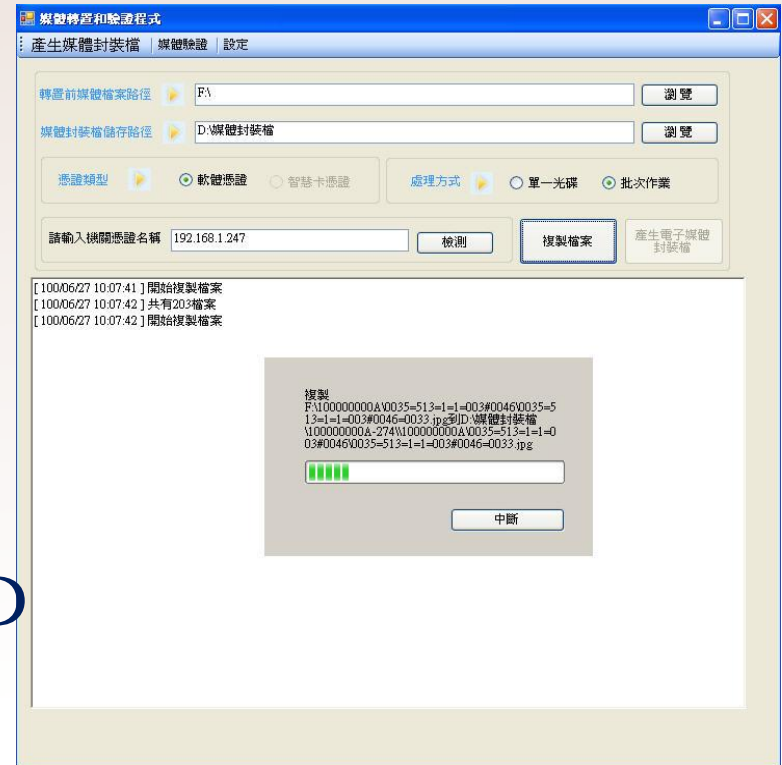 媒體轉置和驗證程式
產生媒體封裝檔 媒體驗證 設定
轉置前媒體檔案路徑 F:\ 瀏覽
媒體封裝檔儲存路徑 D:\媒體封裝檔 瀏覽
憑證類型 軟體憑證 智慧卡憑證 處理方式 單一光碟 批次作業
請輸入機關憑證名稱 192.168.1.247 檢測 複製檔案 產生電子媒體
封裝檔
[ 100/06/27 10:07:41 ] 開始複製檔案
[ 100/06/27 10:07:42 ] 共有203檔案
[ 100/06/27 10:07:42 ] 開始複製檔案
複製
F:\100000000A\0035=513=1=1=003#0046\0035=5
13=1=1=003#0046=0033.jpg到D:\媒體封裝檔
\100000000A-274\\100000000A\0035=513=1=1=0
03#0046\0035=513=1=1=003#0046=0033.jpg
中斷